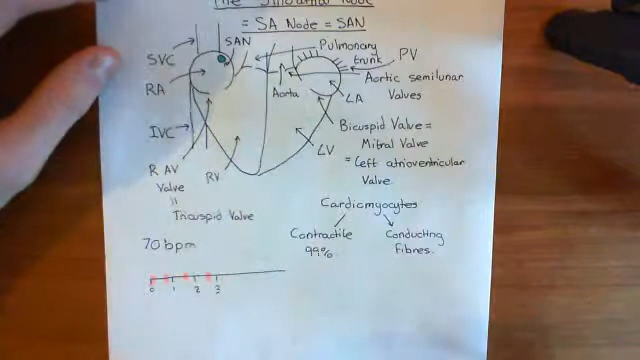 The Sinoatrial Node
= SA Node = SAN
SAN
Pulmonary
trunk
PV
SVC
RA
Aorta
Aortic semilunar
Valves
LA
IVC
Bicuspid Valve =
Mitral Valve
= Left atrioventricular
Valve
LV
R AV
Valve
=
Tricuspid Valve
RV
Cardiomyocytes
Contractile
99%
Conducting
Fibres.
70 bpm
0 1 2 3